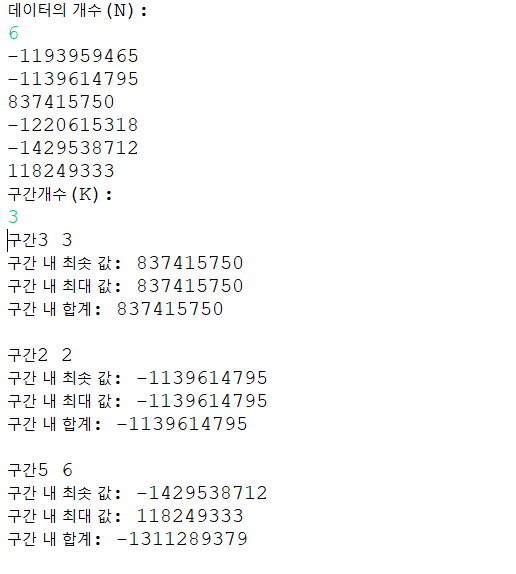 데이터의 개수(N):
6
-1193959465
-1139614795
837415750
-1220615318
-1429538712
118249333
구간개수(K):
3
구간3 3
구간 내 최솟 값: 837415750
구간 내 최대 값: 837415750
구간 내 합계: 837415750
구간2 2
구간 내 최솟 값: -1139614795
구간 내 최대 값: -1139614795
구간 내 합계: -1139614795
구간5 6
구간 내 최솟 값: -1429538712
구간 내 최대 값: 118249333
구간 내 합계: -1311289379